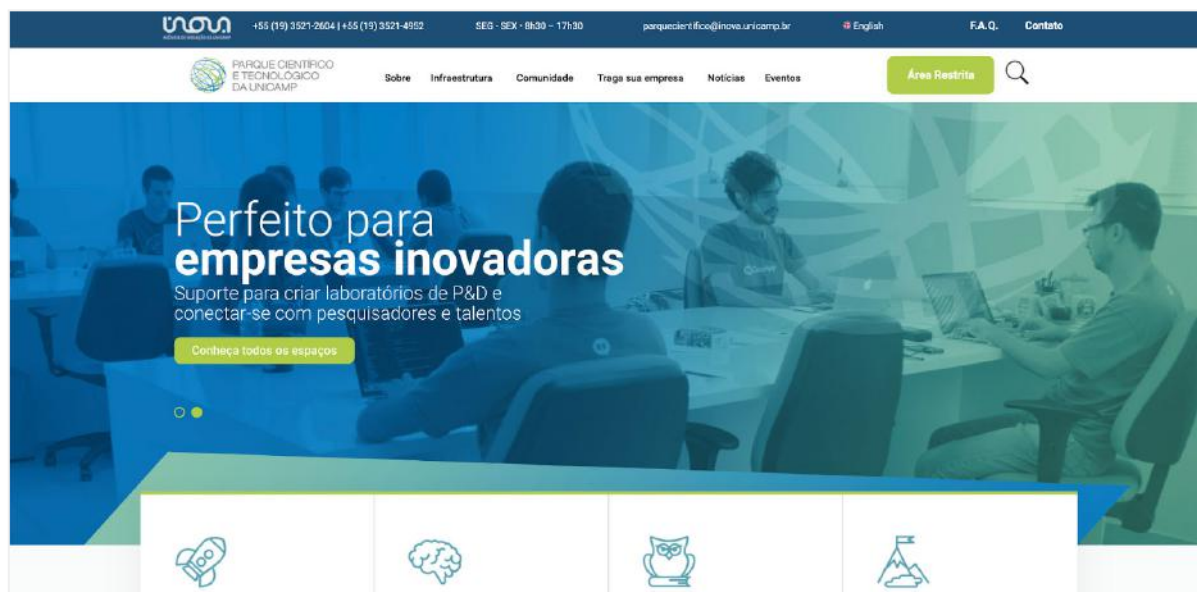 inova
+55 (19) 3521-2604 | +55 (19) 3521-4952
SEG - SEX - 8h30 – 17h30
parquecientifico@inova.unicamp.br
English
F.A.Q.
Contato
PARQUE CIENTÍFICO
E TECNOLÓGICO
DA UNICAMP
Sobre
Infraestrutura
Comunidade
Traga sua empresa
Notícias
Eventos
Área Restrita
Perfeito para
empresas inovadoras
Suporte para criar laboratórios de P&D e
conectar-se com pesquisadores e talentos
Conheça todos os espaços